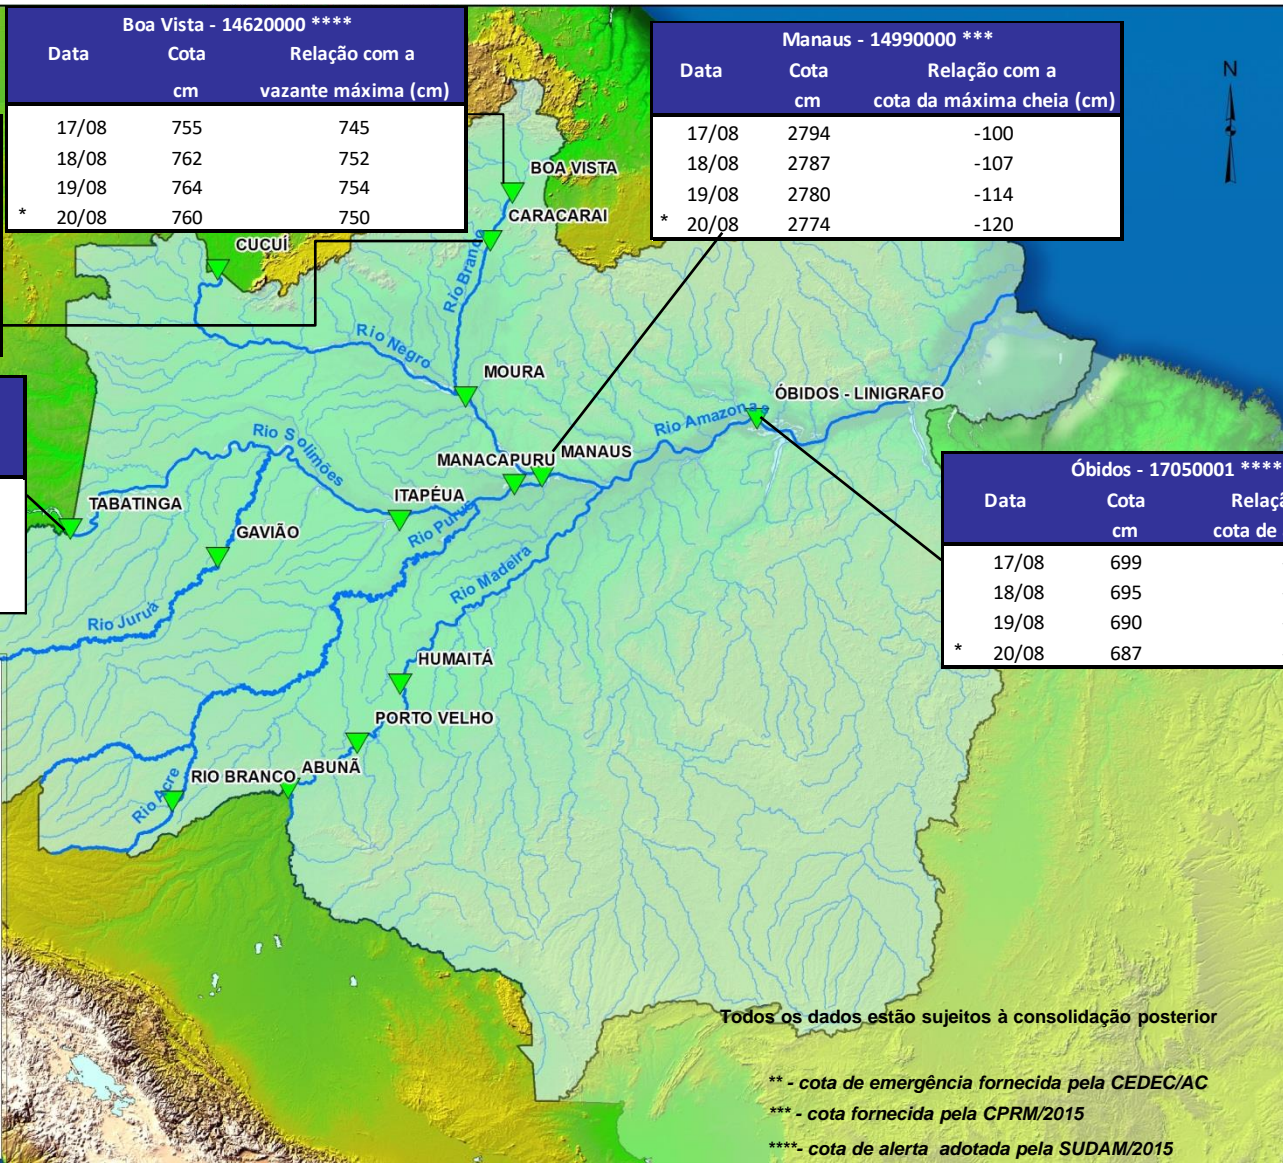 Boa Vista - 14620000 ****
Data Cota Relação com a
cm vazante máxima (cm)
17/08 755 745
18/08 762 752
19/08 764 754
* 20/08 760 750
Manaus - 14990000 ***
Data Cota Relação com a
cm cota da máxima cheia (cm)
17/08 2794 -100
18/08 2787 -107
19/08 2780 -114
* 20/08 2774 -120
N
BOA VISTA
CARACARAI
CUCUÍ
Rio Branco
Rio Negro
MOURA
ÓBIDOS - LINIGRAFO
Rio Amazonas
Rio Solimões
MANACAPURU
MANAUS
TABATINGA
ITAPÉUA
GAVIÃO
Rio Purus
Rio Madeira
Rio Juruá
Óbidos - 17050001 ****
Data Cota
cm cota de
17/08 699
18/08 695
19/08 690
* 20/08 687
HUMAITÁ
PORTO VELHO
ABUNÃ
RIO BRANCO
Rio Acre
Todos os dados estão sujeitos à consolidação posterior
** - cota de emergência fornecida pela CEDEC/AC
*** - cota fornecida pela CPRM/2015
****- cota de alerta adotada pela SUDAM/2015